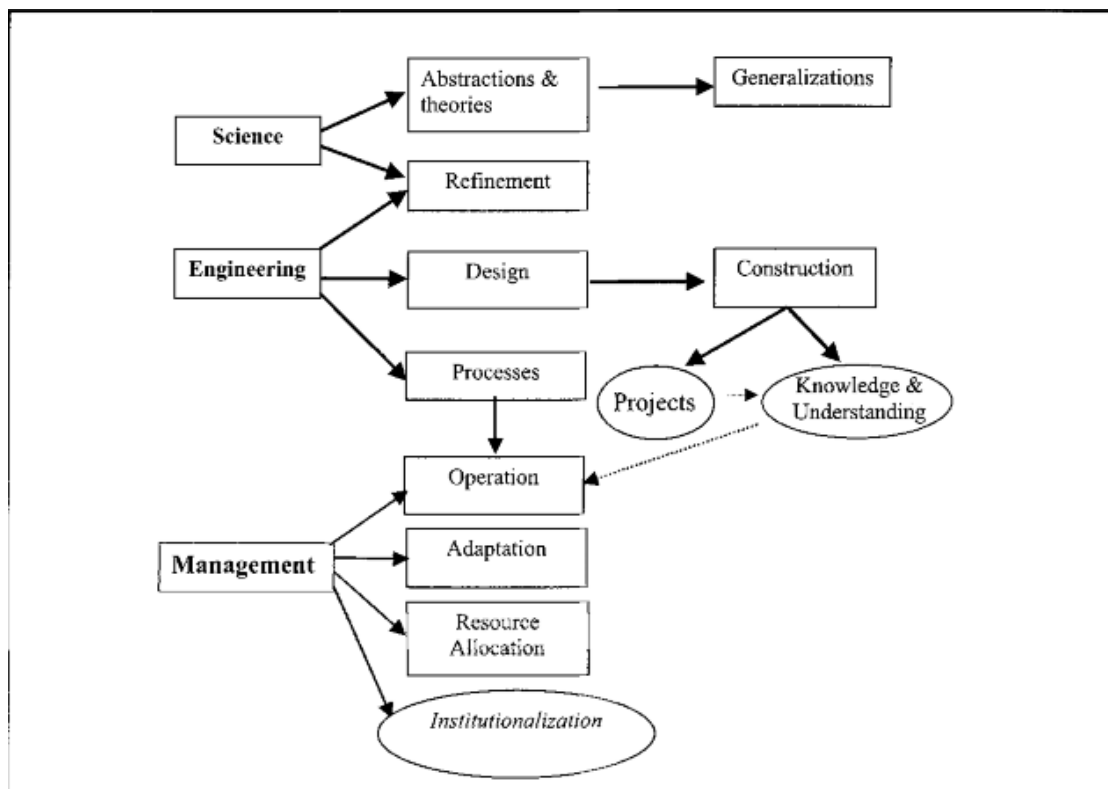 Abstractions &
theories
Generalizations
Science
Refinement
Engineering
Design
Construction
Processes
Projects
Knowledge &
Understanding
Operation
Management
Adaptation
Resource
Allocation
Institutionalization